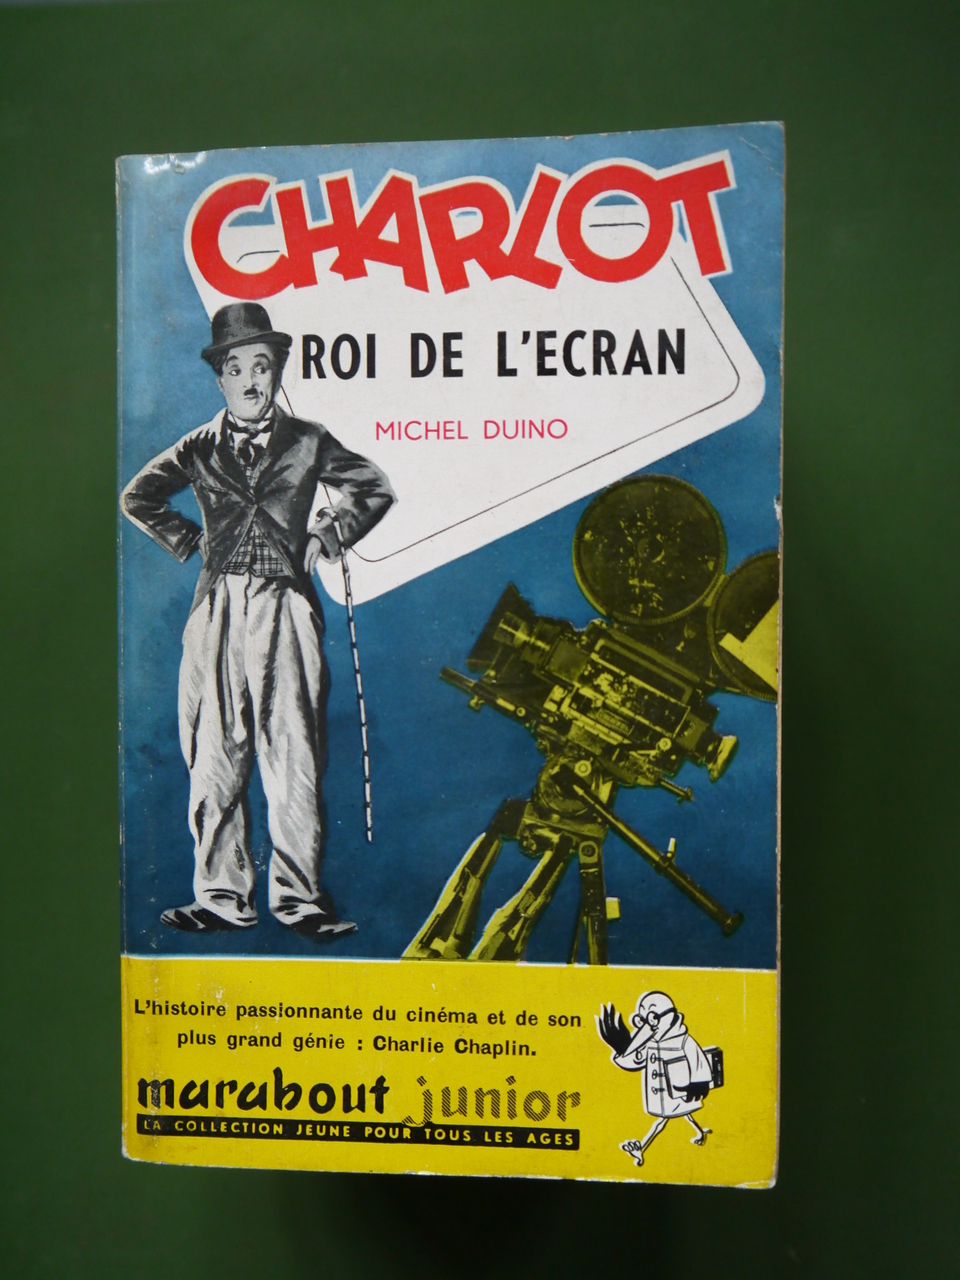 CHARLOT
ROI DE L'ECRAN
MICHEL DUINO
L'histoire passionnante du cinéma et de son
plus grand génie : Charlie Chaplin.
marabout junior
LA COLLECTION JEUNE POUR TOUS LES AGES